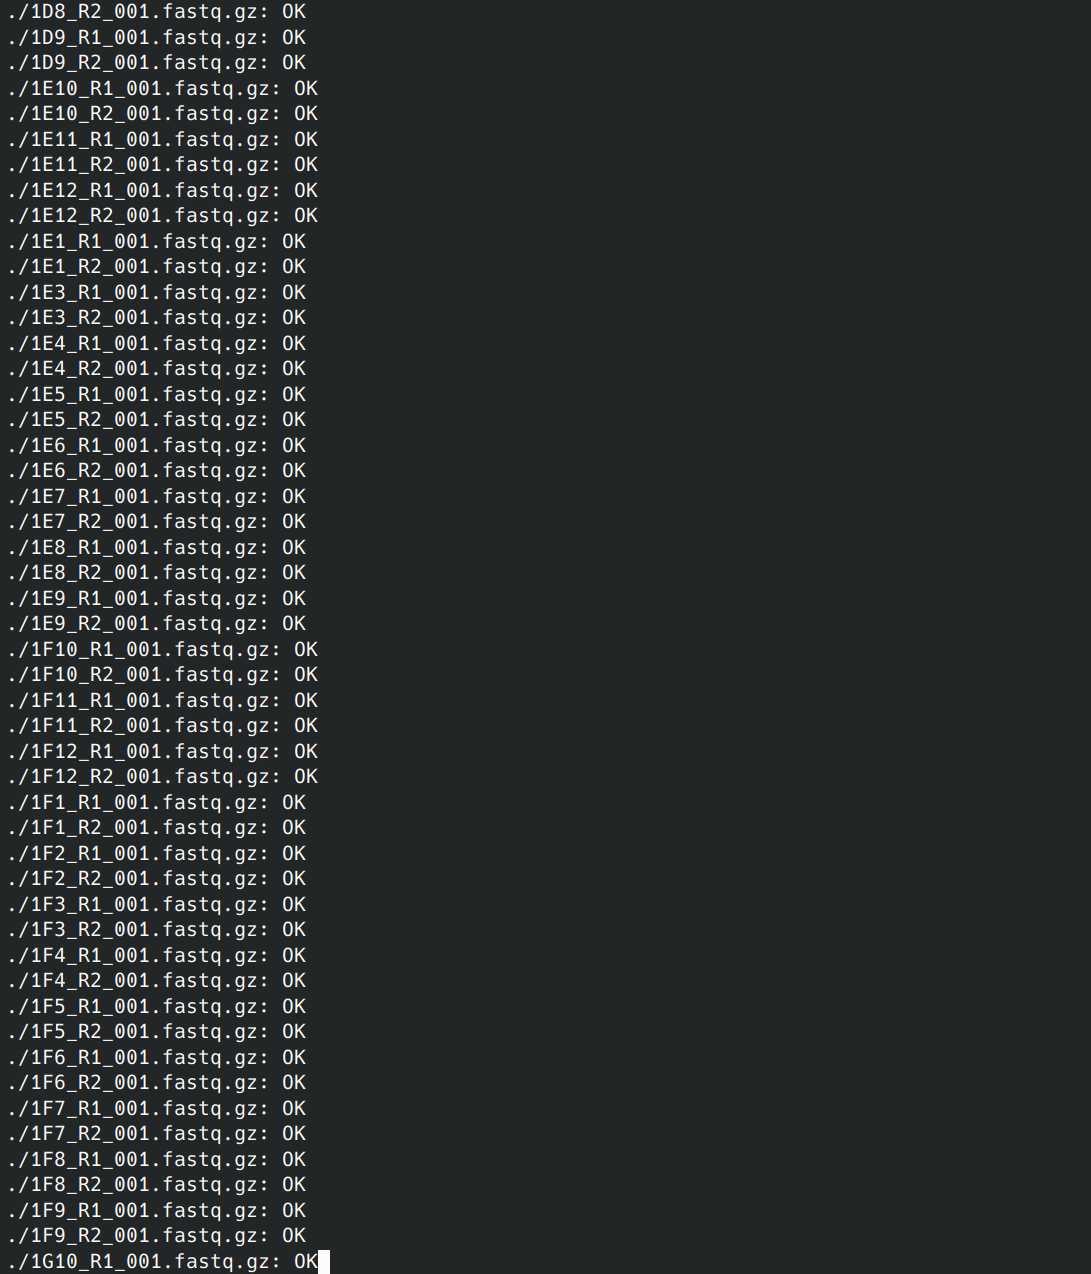 ./1D8_R2_001.fastq.gz: OK
./1D9_R1_001.fastq.gz: OK
./1D9_R2_001.fastq.gz: OK
./1E10_R1_001.fastq.gz: OK
./1E10_R2_001.fastq.gz: OK
./1E11_R1_001.fastq.gz: OK
./1E11_R2_001.fastq.gz: OK
./1E12_R1_001.fastq.gz: OK
./1E12_R2_001.fastq.gz: OK
./1E1_R1_001.fastq.gz: OK
./1E1_R2_001.fastq.gz: OK
./1E3_R1_001.fastq.gz: OK
./1E3_R2_001.fastq.gz: OK
./1E4_R1_001.fastq.gz: OK
./1E4_R2_001.fastq.gz: OK
./1E5_R1_001.fastq.gz: OK
./1E5_R2_001.fastq.gz: OK
./1E6_R1_001.fastq.gz: OK
./1E6_R2_001.fastq.gz: OK
./1E7_R1_001.fastq.gz: OK
./1E7_R2_001.fastq.gz: OK
./1E8_R1_001.fastq.gz: OK
./1E8_R2_001.fastq.gz: OK
./1E9_R1_001.fastq.gz: OK
./1E9_R2_001.fastq.gz: OK
./1F10_R1_001.fastq.gz: OK
./1F10_R2_001.fastq.gz: OK
./1F11_R1_001.fastq.gz: OK
./1F11_R2_001.fastq.gz: OK
./1F12_R1_001.fastq.gz: OK
./1F12_R2_001.fastq.gz: OK
./1F1_R1_001.fastq.gz: OK
./1F1_R2_001.fastq.gz: OK
./1F2_R1_001.fastq.gz: OK
./1F2_R2_001.fastq.gz: OK
./1F3_R1_001.fastq.gz: OK
./1F3_R2_001.fastq.gz: OK
./1F4_R1_001.fastq.gz: OK
./1F4_R2_001.fastq.gz: OK
./1F5_R1_001.fastq.gz: OK
./1F5_R2_001.fastq.gz: OK
./1F6_R1_001.fastq.gz: OK
./1F6_R2_001.fastq.gz: OK
./1F7_R1_001.fastq.gz: OK
./1F7_R2_001.fastq.gz: OK
./1F8_R1_001.fastq.gz: OK
./1F8_R2_001.fastq.gz: OK
./1F9_R1_001.fastq.gz: OK
./1F9_R2_001.fastq.gz: OK
./1G10_R1_001.fastq.gz: OK